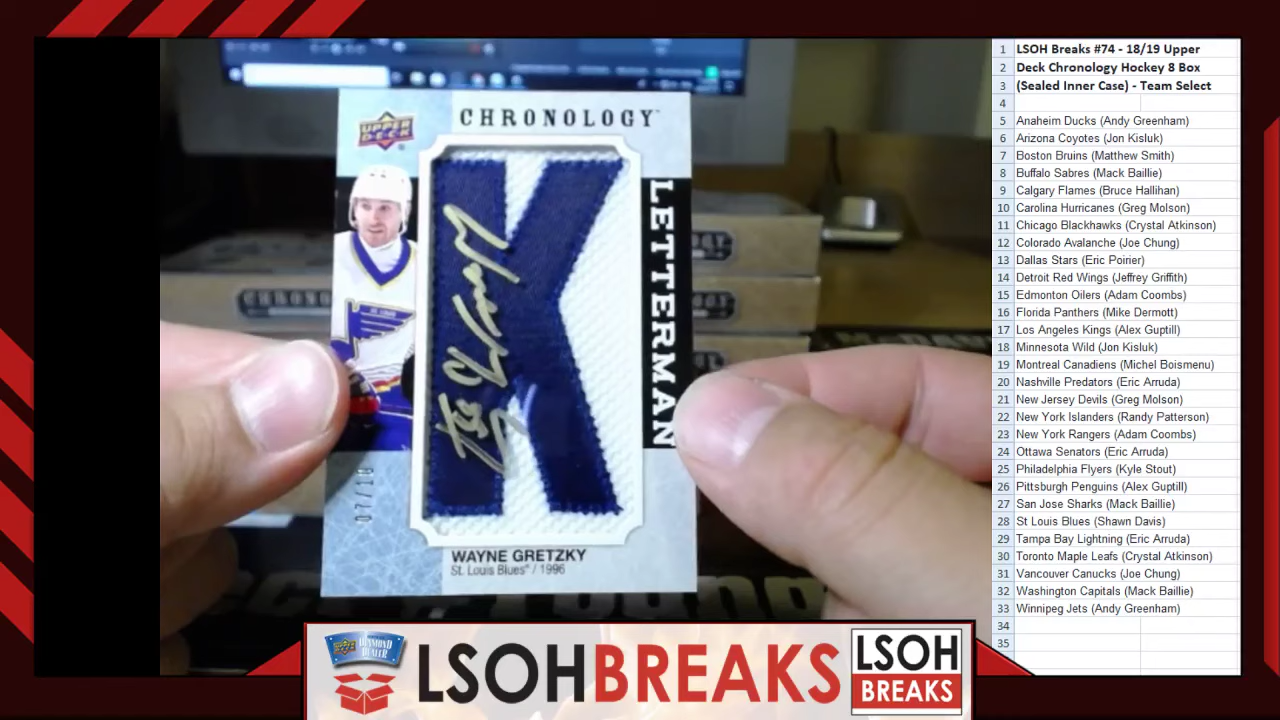 UPPER DECK
CHRONOLOGY
LETTERMAN
K
07/10
WAYNE GRETZKY
St. Louis Blues / 1996
1 LSOH Breaks #74 - 18/19 Upper
2 Deck Chronology Hockey 8 Box
3 (Sealed Inner Case) - Team Select
4
5 Anaheim Ducks (Andy Greenham)
6 Arizona Coyotes (Jon Kisluk)
7 Boston Bruins (Matthew Smith)
8 Buffalo Sabres (Mack Baillie)
9 Calgary Flames (Bruce Hallihan)
10 Carolina Hurricanes (Greg Molson)
11 Chicago Blackhawks (Crystal Atkinson)
12 Colorado Avalanche (Joe Chung)
13 Dallas Stars (Eric Poirier)
14 Detroit Red Wings (Jeffrey Griffith)
15 Edmonton Oilers (Adam Coombs)
16 Florida Panthers (Mike Dermott)
17 Los Angeles Kings (Alex Guptill)
18 Minnesota Wild (Jon Kisluk)
19 Montreal Canadiens (Michel Boismenu)
20 Nashville Predators (Eric Arruda)
21 New Jersey Devils (Greg Molson)
22 New York Islanders (Randy Patterson)
23 New York Rangers (Adam Coombs)
24 Ottawa Senators (Eric Arruda)
25 Philadelphia Flyers (Kyle Stout)
26 Pittsburgh Penguins (Alex Guptill)
27 San Jose Sharks (Mack Baillie)
28 St Louis Blues (Shawn Davis)
29 Tampa Bay Lightning (Eric Arruda)
30 Toronto Maple Leafs (Crystal Atkinson)
31 Vancouver Canucks (Joe Chung)
32 Washington Capitals (Mack Baillie)
33 Winnipeg Jets (Andy Greenham)
34
35
DIAMOND DEALER
LSOHBREAKS
LSOH
BREAKS